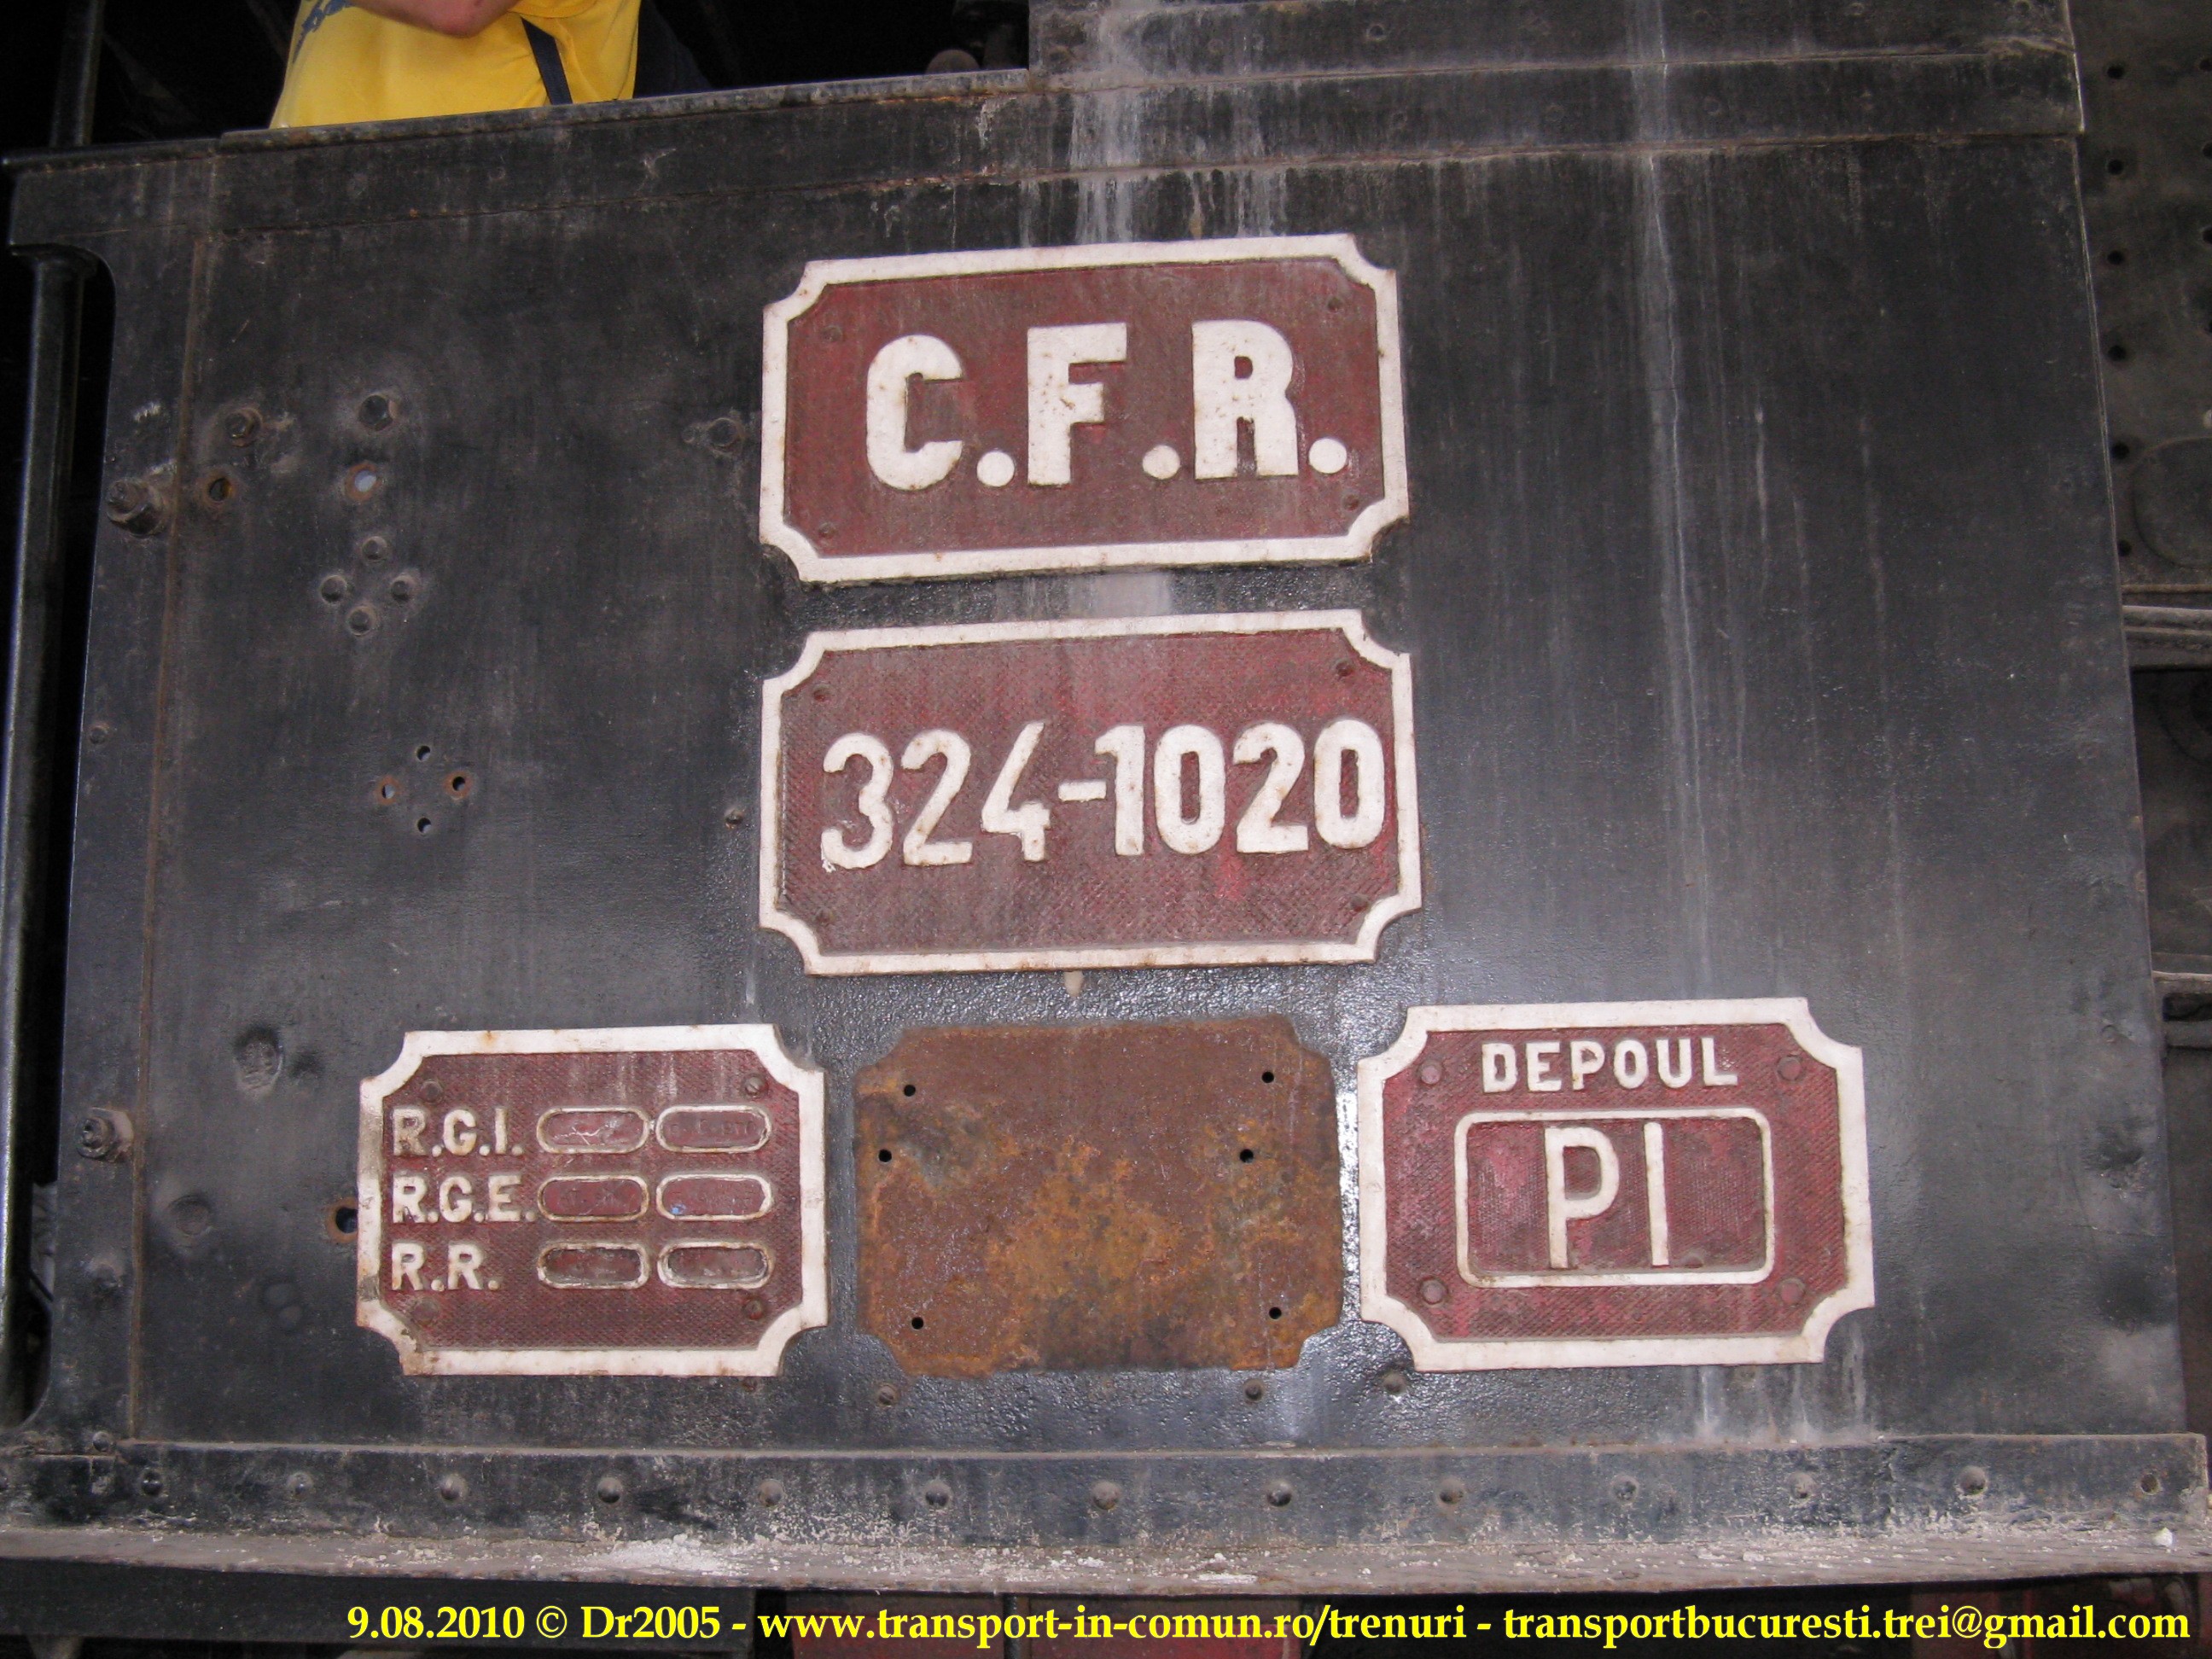 C.F.R.
324-1020
R.G.I.
R.G.E.
R.R.
DEPOUL
PI
9.08.2010 © Dr2005 - www.transport-in-comun.ro/trenuri - transportbucuresti.trei@gmail.com